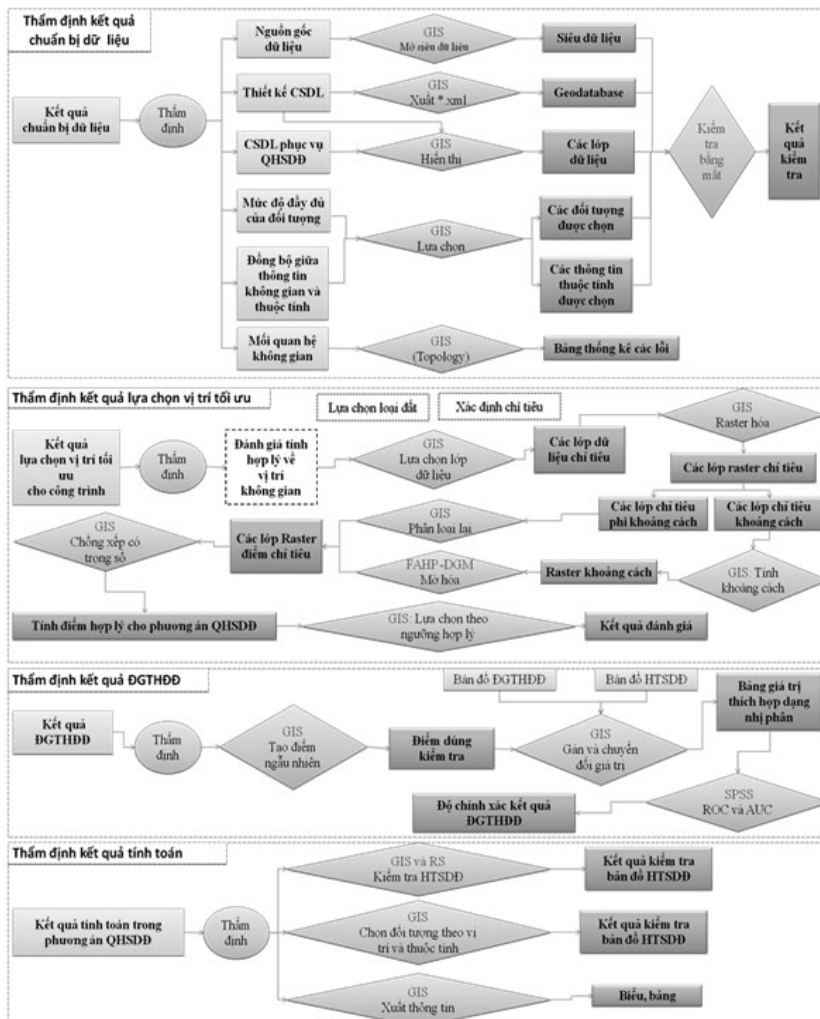 Thẩm định kết quả
chuẩn bị dữ liệu
Kết quả
chuẩn bị dữ liệu
Thẩm
định
Nguồn gốc
dữ liệu
GIS
Mở siêu dữ liệu
Siêu dữ liệu
Thiết kế CSDL
GIS
Xuất *.xml
Geodatabase
CSDL phục vụ
QHSDĐ
GIS
Hiển thị
Các lớp
dữ liệu
Mức độ đầy đủ
của đối tượng
Đồng bộ giữa
thông tin
không gian và
thuộc tính
GIS
Lựa chọn
Các đối tượng
được chọn
Các thông tin
thuộc tính
được chọn
Mối quan hệ
không gian
GIS
(Topology)
Bảng thống kê các lỗi
Kiểm
tra
bằng
mắt
Kết
quả
kiểm
tra
Thẩm định kết quả lựa chọn vị trí tối ưu
Lựa chọn loại đất
Xác định chỉ tiêu
Kết quả
lựa chọn vị trí tối
ưu
cho công trình
Thẩm
định
Đánh giá tính
hợp lý về
vị trí
không gian
GIS
Lựa chọn lớp
dữ liệu
Các lớp dữ
liệu chỉ tiêu
GIS
Raster hóa
Các lớp raster chỉ tiêu
Các lớp chỉ tiêu
phi khoảng cách
Các lớp chỉ tiêu
khoảng cách
GIS
Phân loại lại
GIS: Tính
khoảng cách
Raster khoảng cách
FAHP-DGM
Mờ hóa
Các lớp Raster
điểm chỉ tiêu
GIS
Chồng xếp có
trọng số
Tính điểm hợp lý cho phương án QHSDĐ
GIS: Lựa chọn theo
ngưỡng hợp lý
Kết quả đánh giá
Thẩm định kết quả ĐGTHĐĐ
Kết quả
ĐGTHĐĐ
Thẩm
định
GIS
Tạo điểm
ngẫu nhiên
Điểm dùng
kiểm tra
Bản đồ ĐGTHĐĐ
Bản đồ HTSDĐ
GIS
Gán và chuyển
đổi giá trị
Bảng giá trị
thích hợp dạng
nhị phân
SPSS
ROC và AUC
Độ chính xác kết quả
ĐGTHĐĐ
Thẩm định kết quả tính toán
Kết quả tính toán trong
phương án QHSDĐ
Thẩm
định
GIS và RS
Kiểm tra HTSDĐ
Kết quả kiểm tra
bản đồ HTSDĐ
GIS
Chọn đối tượng theo vị
trí và thuộc tính
Kết quả kiểm tra
bản đồ HTSDĐ
GIS
Xuất thông tin
Biểu, bảng